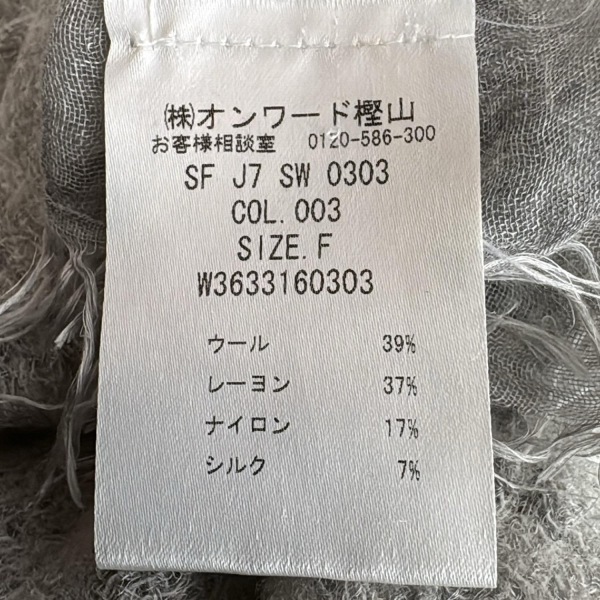 ㈱オンワード樫山
お客様相談室 0120-586-300
SF J7 SW 0303
COL.003
SIZE.F
W3633160303
ウール 39%
レーヨン 37%
ナイロン 17%
シルク 7%